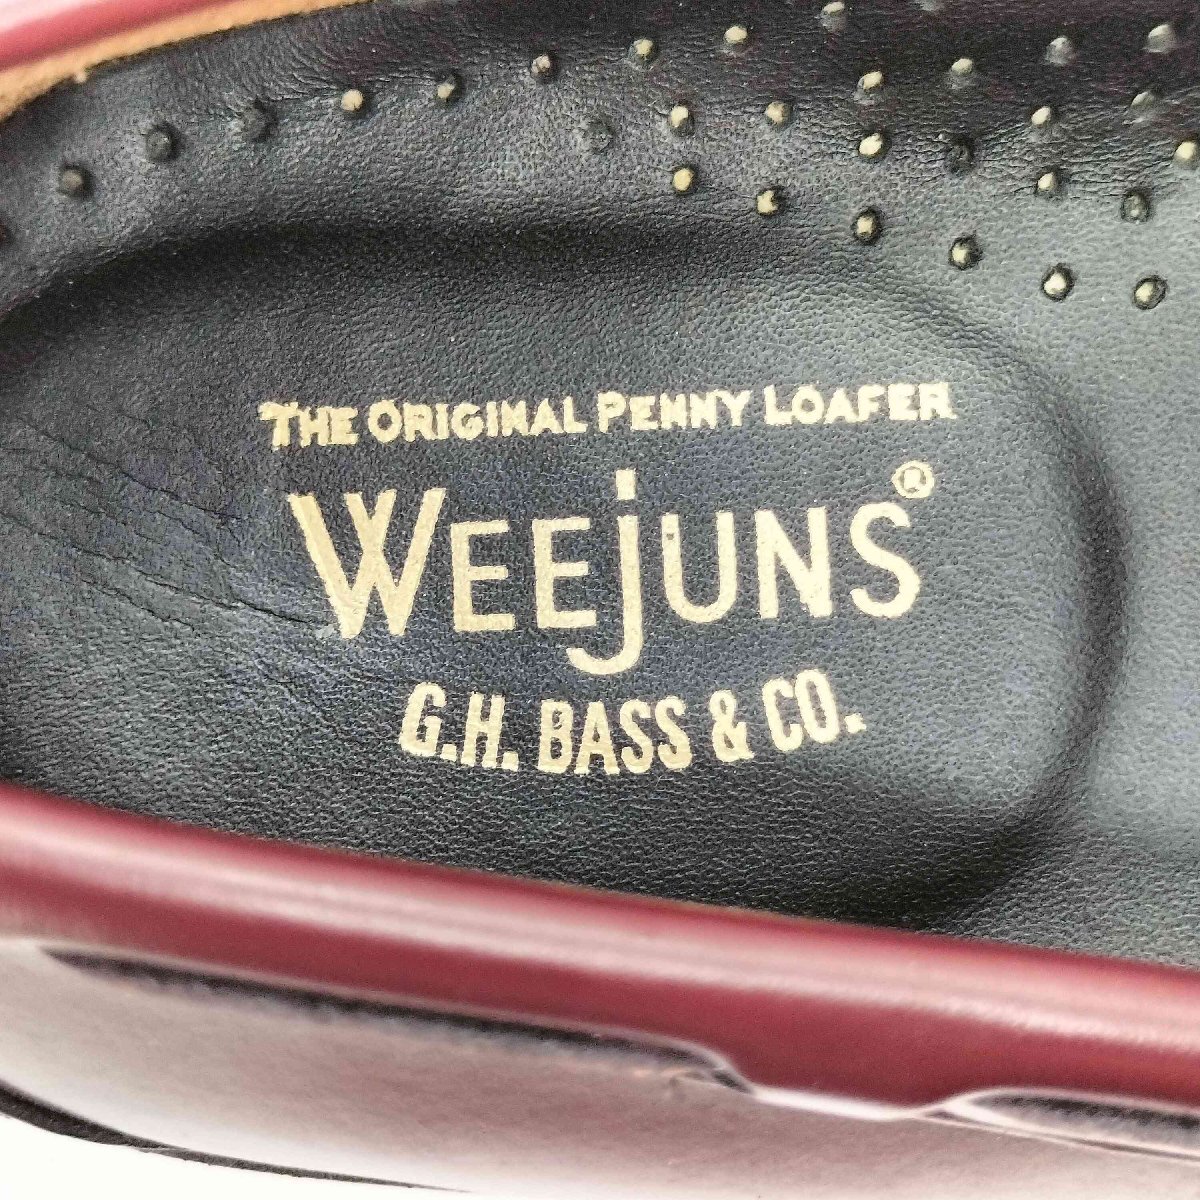 THE ORIGINAL PENNY LOAFER
WEEJUNS®
G.H. BASS & CO.